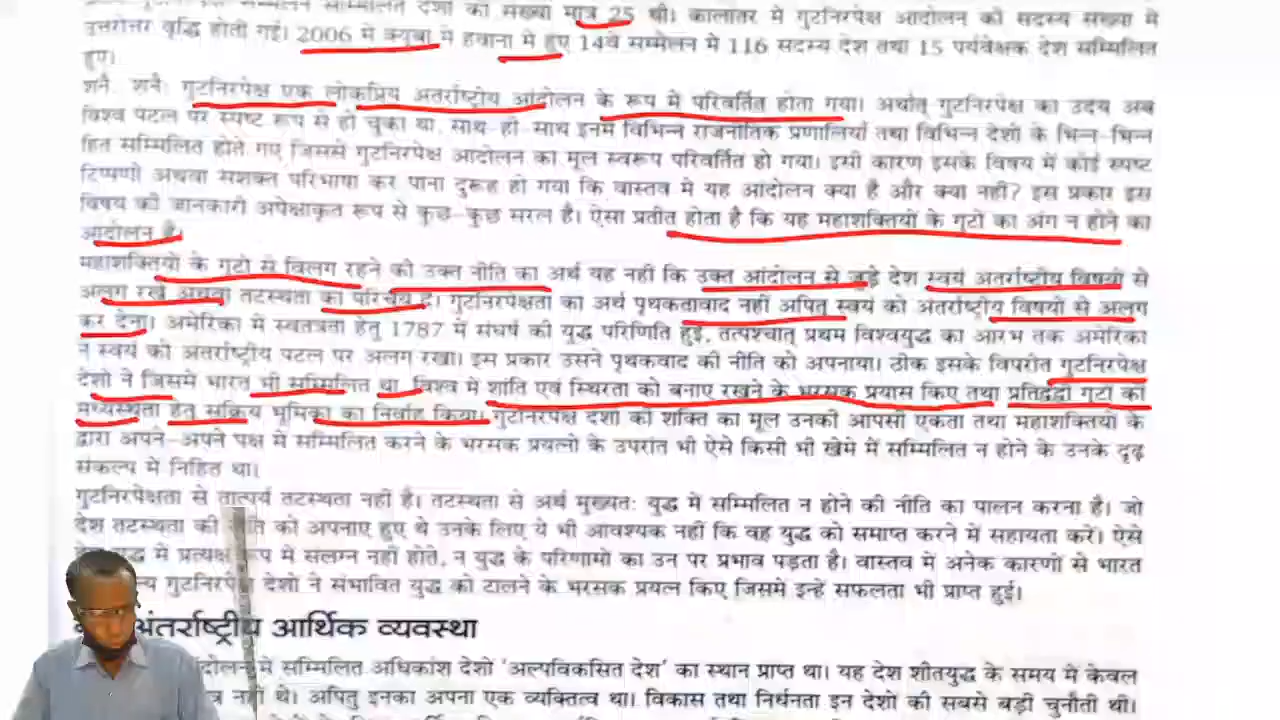 सम्मिलित देशों की संख्या मात्र 25 थी। कालांतर में गुटनिरपेक्ष आंदोलन की सदस्य संख्या में
उत्तरोत्तर वृद्धि होती गई। 2006 में क्यूबा में हवाना में हुए 14वें सम्मेलन में 116 सदस्य देश तथा 15 पर्यवेक्षक देश सम्मिलित
हुए।
शनैः शनैः गुटनिरपेक्ष एक लोकप्रिय अंतर्राष्ट्रीय आंदोलन के रूप में परिवर्तित होता गया। अर्थात् गुटनिरपेक्ष का उदय अब
विश्व पटल पर स्पष्ट रूप से हो चुका था, साथ-ही-साथ इनमें विभिन्न राजनीतिक प्रणालियाँ तथा विभिन्न देशों के भिन्न-भिन्न
हित सम्मिलित होते गए जिससे गुटनिरपेक्ष आंदोलन का मूल स्वरूप परिवर्तित हो गया। इसी कारण इसके विषय में कोई स्पष्ट
टिप्पणी अथवा सशक्त परिभाषा कर पाना दुरूह हो गया कि वास्तव में यह आंदोलन क्या है और क्या नहीं? इस प्रकार इस
विषय की जानकारी अपेक्षाकृत रूप से कुछ-कुछ सरल है। ऐसा प्रतीत होता है कि यह महाशक्तियों के गुटों का अंग न होने का
आंदोलन है।
महाशक्तियों के गुटों से विलग रहने की उक्त नीति का अर्थ यह नहीं कि उक्त आंदोलन से जुड़े देश स्वयं अंतर्राष्ट्रीय विषयों से
अलग रखें अथवा तटस्थता का परिचय दें। गुटनिरपेक्षता का अर्थ पृथकतावाद नहीं अपितु स्वयं को अंतर्राष्ट्रीय विषयों से अलग
कर देना। अमेरिका में स्वतंत्रता हेतु 1787 में संघर्ष की युद्ध परिणिति हुई, तत्पश्चात् प्रथम विश्वयुद्ध का आरंभ तक अमेरिका
ने स्वयं को अंतर्राष्ट्रीय पटल पर अलग रखा। इस प्रकार उसने पृथकवाद की नीति को अपनाया। ठीक इसके विपरीत गुटनिरपेक्ष
देशों ने जिसमें भारत भी सम्मिलित था, विश्व में शांति एवं स्थिरता को बनाए रखने के भरसक प्रयास किए तथा प्रतिद्वंद्वी गुटों की
मध्यस्थता हेतु सक्रिय भूमिका का निर्वाह किया। गुटनिरपेक्ष देशों की शक्ति का मूल उनकी आपसी एकता तथा महाशक्तियों के
द्वारा अपने-अपने पक्ष में सम्मिलित करने के भरसक प्रयत्नों के उपरांत भी ऐसे किसी भी खेमे में सम्मिलित न होने के उनके दृढ़
संकल्प में निहित था।
गुटनिरपेक्षता से तात्पर्य तटस्थता नहीं है। तटस्थता से अर्थ मुख्यतः युद्ध में सम्मिलित न होने की नीति का पालन करना है। जो
देश तटस्थता की नीति को अपनाए हुए थे उनके लिए ये भी आवश्यक नहीं कि वह युद्ध को समाप्त करने में सहायता करें। ऐसे
युद्ध में प्रत्यक्ष रूप में संलग्न नहीं होते, न युद्ध के परिणामों का उन पर प्रभाव पड़ता है। वास्तव में अनेक कारणों से भारत
गुटनिरपेक्ष देशों ने संभावित युद्ध को टालने के भरसक प्रयत्न किए जिसमें इन्हें सफलता भी प्राप्त हुई।
अंतर्राष्ट्रीय आर्थिक व्यवस्था
में सम्मिलित अधिकांश देशों 'अल्पविकसित देश' का स्थान प्राप्त था। यह देश शीतयुद्ध के समय में केवल
नहीं थे। अपितु इनका अपना एक व्यक्तित्व था। विकास तथा निर्धनता इन देशों की सबसे बड़ी चुनौती थी।